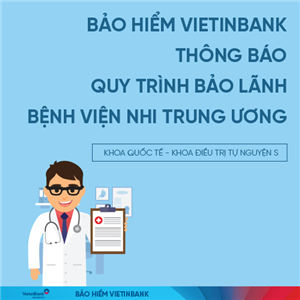 BẢO HIỂM VIETINBANK
THÔNG BÁO
QUY TRÌNH BẢO LÃNH
BỆNH VIỆN NHI TRUNG ƯƠNG
KHOA QUỐC TẾ - KHOA ĐIỀU TRỊ TỰ NGUYỆN S
VietinBank
BẢO HIỂM VIETINBANK